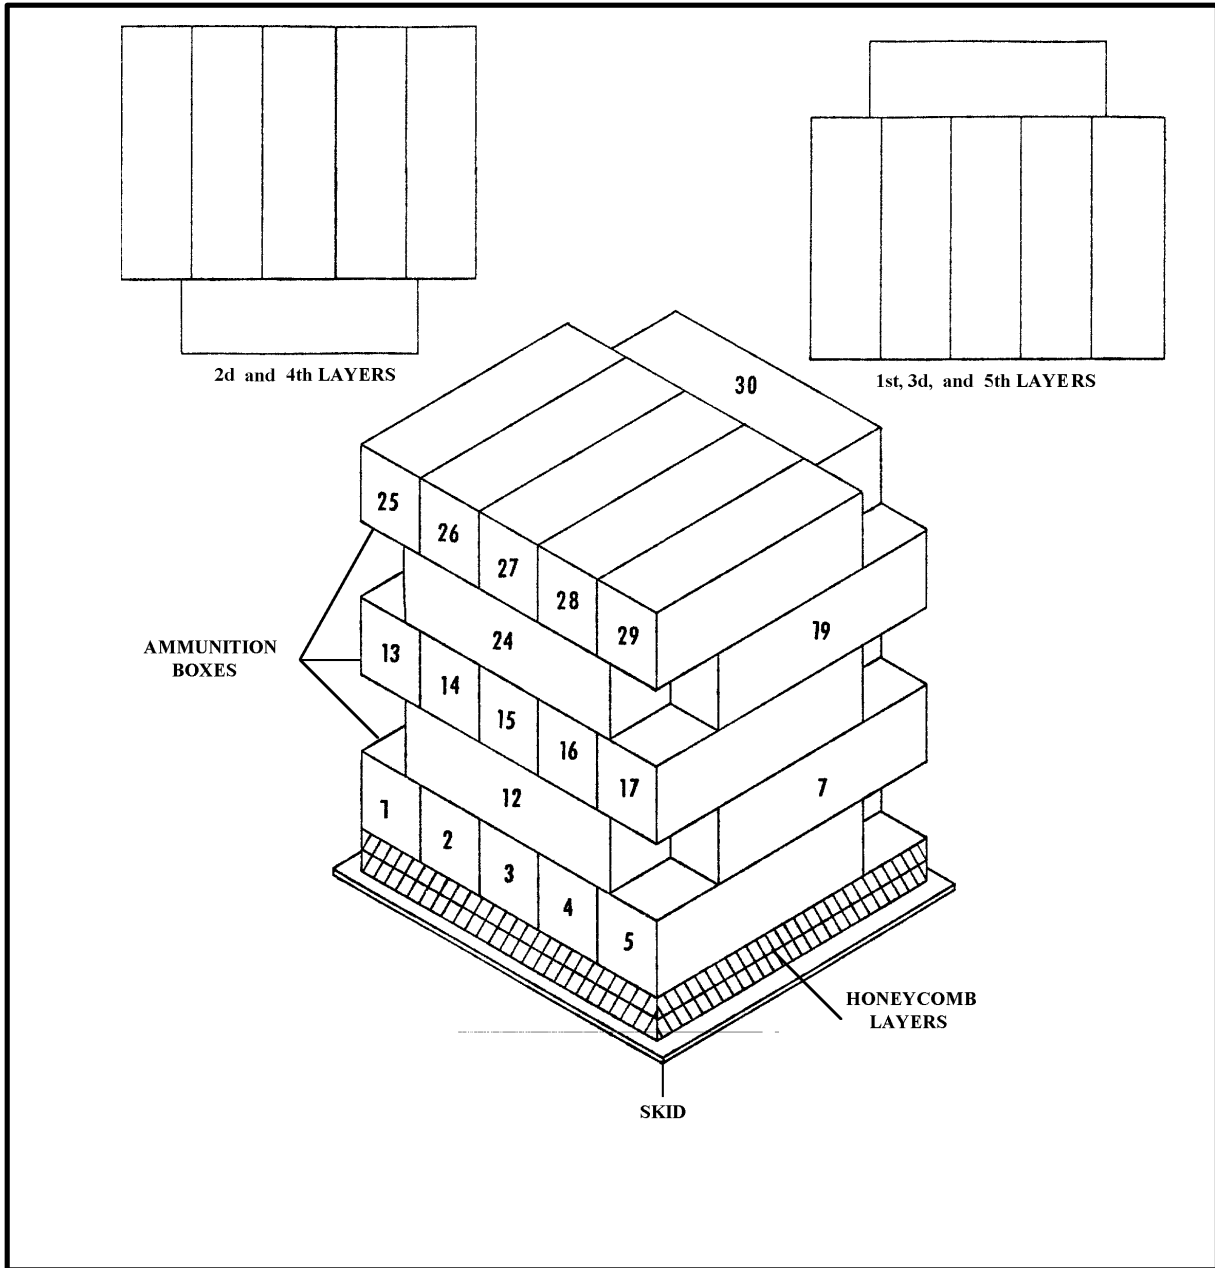 2d and 4th LAYERS
1st, 3d, and 5th LAYERS
30
25
26
27
28
29
19
24
AMMUNITION
BOXES
13
14
15
16
17
12
7
1
2
3
4
5
HONEYCOMB
LAYERS
SKID